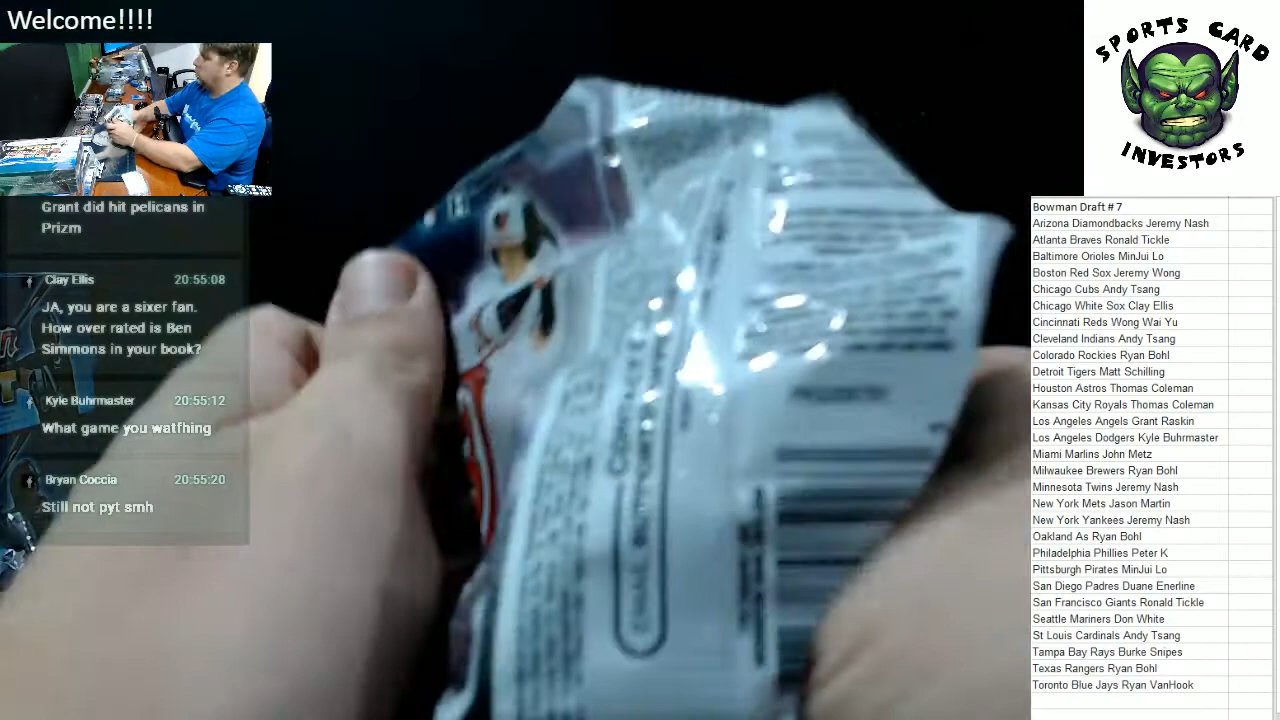 Welcome!!!!
SPORTS CARD
INVESTORS
Grant did hit pelicans in
Prizm
Clay Ellis 20:55:08
JA, you are a sixer fan.
How over rated is Ben
Simmons in your book?
Kyle Buhrmaster 20:55:12
What game you watfhing
Bryan Coccia 20:55:20
Still not pyt smh
Bowman Draft # 7
Arizona Diamondbacks Jeremy Nash
Atlanta Braves Ronald Tickle
Baltimore Orioles MinJui Lo
Boston Red Sox Jeremy Wong
Chicago Cubs Andy Tsang
Chicago White Sox Clay Ellis
Cincinnati Reds Wong Wai Yu
Cleveland Indians Andy Tsang
Colorado Rockies Ryan Bohl
Detroit Tigers Matt Schilling
Houston Astros Thomas Coleman
Kansas City Royals Thomas Coleman
Los Angeles Angels Grant Raskin
Los Angeles Dodgers Kyle Buhrmaster
Miami Marlins John Metz
Milwaukee Brewers Ryan Bohl
Minnesota Twins Jeremy Nash
New York Mets Jason Martin
New York Yankees Jeremy Nash
Oakland As Ryan Bohl
Philadelphia Phillies Peter K
Pittsburgh Pirates MinJui Lo
San Diego Padres Duane Enerline
San Francisco Giants Ronald Tickle
Seattle Mariners Don White
St Louis Cardinals Andy Tsang
Tampa Bay Rays Burke Snipes
Texas Rangers Ryan Bohl
Toronto Blue Jays Ryan VanHook